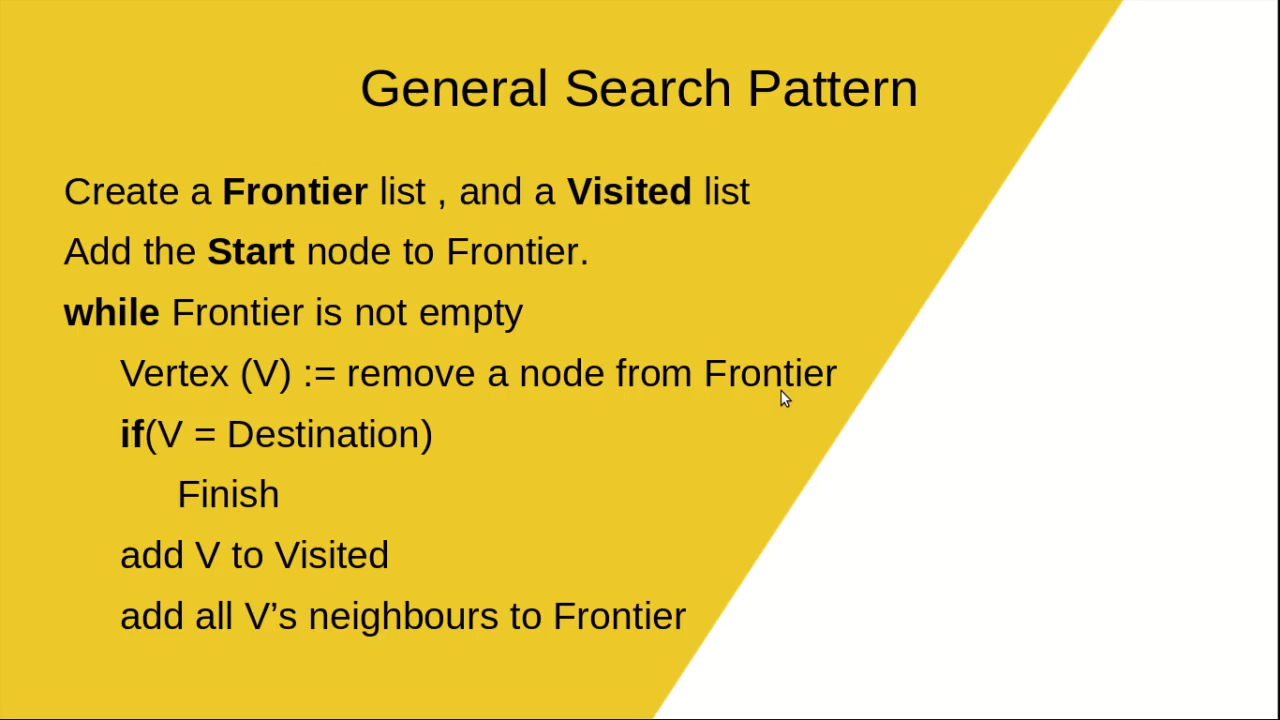 General Search Pattern
Create a Frontier list , and a Visited list
Add the Start node to Frontier.
while Frontier is not empty
Vertex (V) := remove a node from Frontier
if(V = Destination)
Finish
add V to Visited
add all V’s neighbours to Frontier